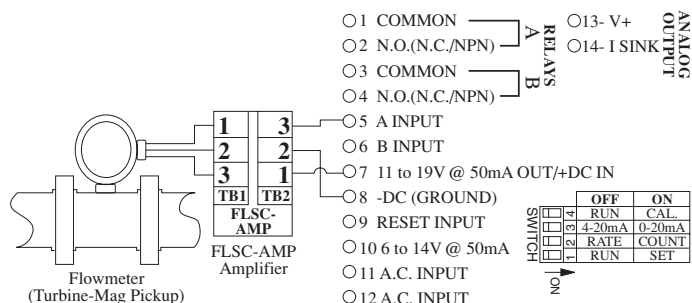 1 COMMON
2 N.O.(N.C./NPN)
A
3 COMMON
4 N.O.(N.C./NPN)
B
RELAYS
13- V+
14- I SINK
ANALOG
OUTPUT
5 A INPUT
6 B INPUT
7 11 to 19V @ 50mA OUT/+DC IN
8 -DC (GROUND)
9 RESET INPUT
10 6 to 14V @ 50mA
11 A.C. INPUT
12 A.C. INPUT
1 3
2 2
3 1
TB1 TB2
FLSC-
AMP
FLSC-AMP
Amplifier
Flowmeter
(Turbine-Mag Pickup)
SWITCH
OFF ON
4 RUN CAL.
3 4-20mA 0-20mA
2 RATE COUNT
1 RUN SET
ON